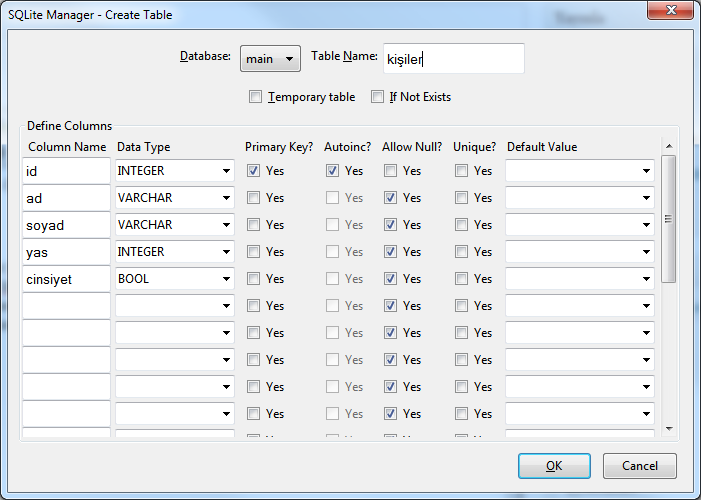 SQLite Manager - Create Table
Database: main Table Name: kişiler
Temporary table If Not Exists
Define Columns
Column Name Data Type Primary Key? Autoinc? Allow Null? Unique? Default Value
id INTEGER Yes Yes Yes Yes
ad VARCHAR Yes Yes Yes Yes
soyad VARCHAR Yes Yes Yes Yes
yas INTEGER Yes Yes Yes Yes
cinsiyet BOOL Yes Yes Yes Yes
Yes Yes Yes Yes
Yes Yes Yes Yes
Yes Yes Yes Yes
Yes Yes Yes Yes
Yes Yes Yes Yes
OK Cancel